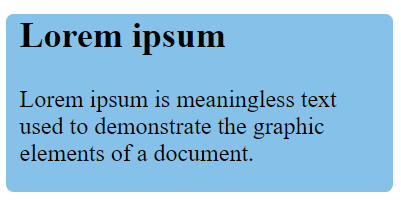 Lorem ipsum
Lorem ipsum is meaningless text
used to demonstrate the graphic
elements of a document.